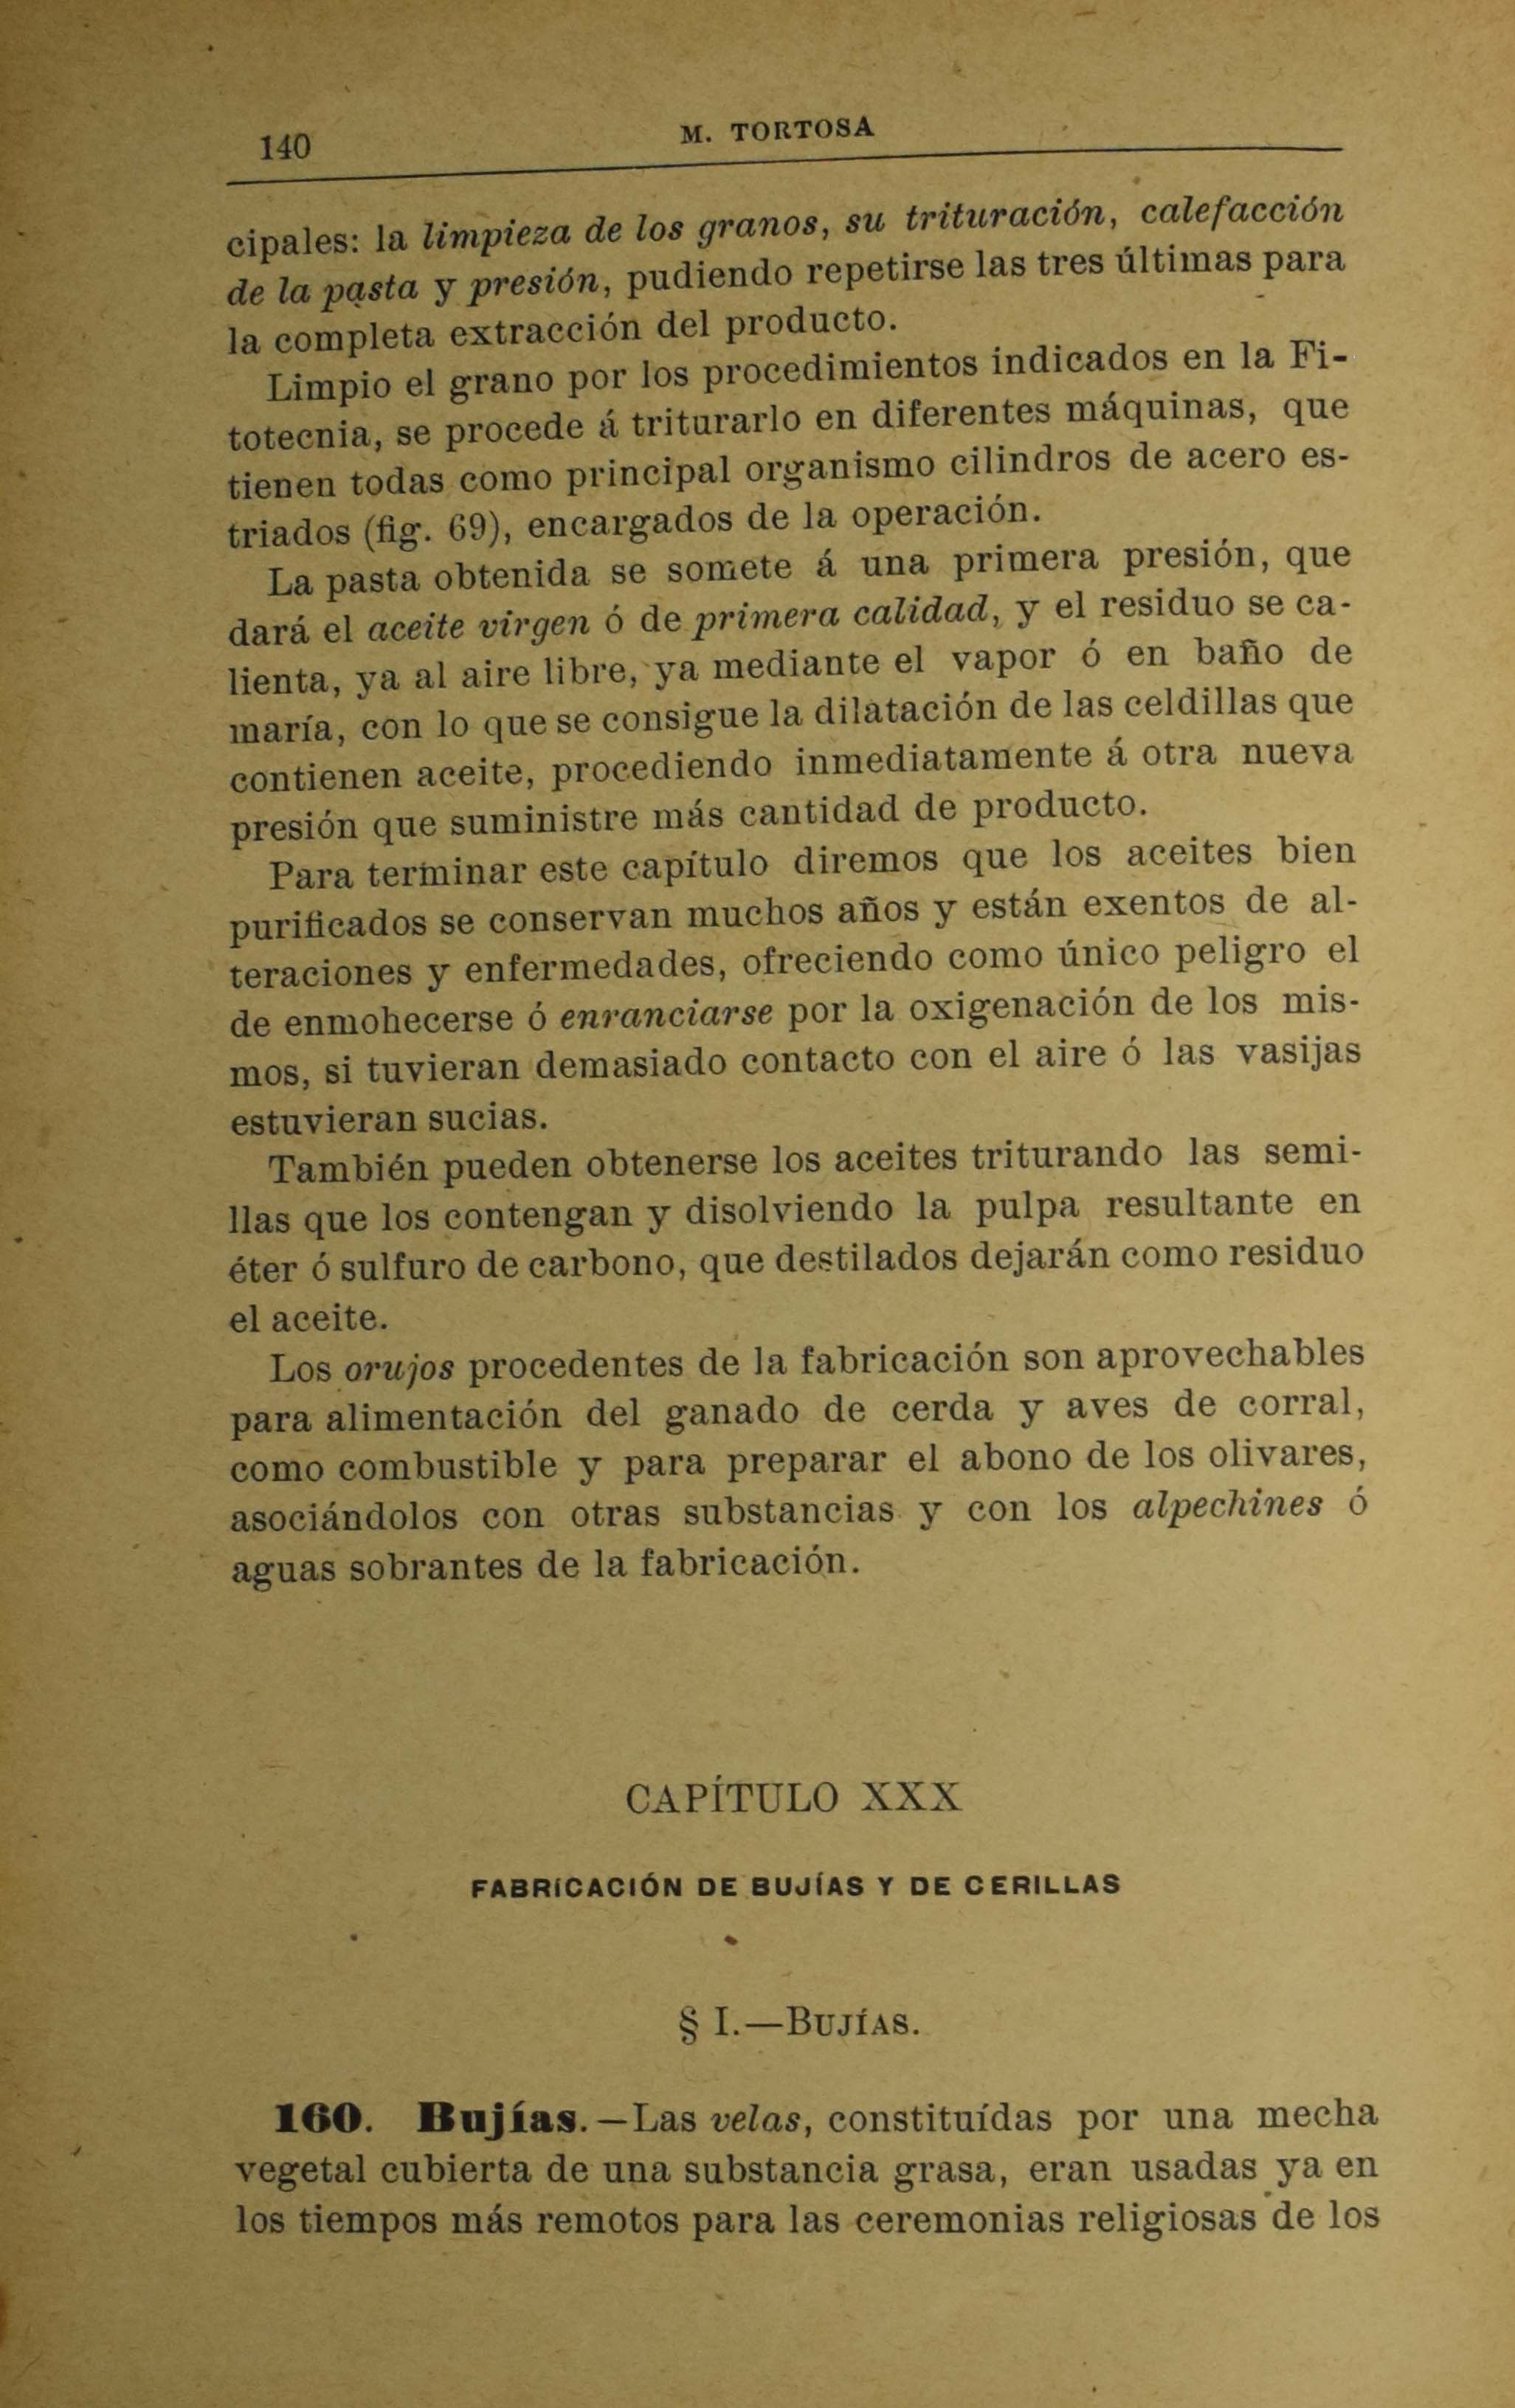 140
M. TORTOSA
cipales: la limpieza de los granos, su trituración, calefacción
de la pasta y presión, pudiendo repetirse las tres últimas para
la completa extracción del producto.
Limpio el grano por los procedimientos indicados en la Fi-
totecnia, se procede á triturarlo en diferentes máquinas, que
tienen todas como principal organismo cilindros de acero es-
triados (fig. 69), encargados de la operación.
La pasta obtenida se somete á una primera presión, que
dará el aceite virgen ó de primera calidad, y el residuo se ca-
lienta, ya al aire libre, ya mediante el vapor ó en baño de
maría, con lo que se consigue la dilatación de las celdillas que
contienen aceite, procediendo inmediatamente á otra nueva
presión que suministre más cantidad de producto.
Para terminar este capítulo diremos que los aceites bien
purificados se conservan muchos años y están exentos de al-
teraciones y enfermedades, ofreciendo como único peligro el
de enmohecerse ó enranciarse por la oxigenación de los mis-
mos, si tuvieran demasiado contacto con el aire ó las vasijas
estuvieran sucias.
También pueden obtenerse los aceites triturando las semi-
llas que los contengan y disolviendo la pulpa resultante en
éter ó sulfuro de carbono, que destilados dejarán como residuo
el aceite.
Los orujos procedentes de la fabricación son aprovechables
para alimentación del ganado de cerda y aves de corral,
como combustible y para preparar el abono de los olivares,
asociándolos con otras substancias y con los alpechines ó
aguas sobrantes de la fabricación.
CAPÍTULO XXX
FABRICACIÓN DE BUJÍAS Y DE CERILLAS
§ I.—BUJÍAS.
160. Bujías.—Las velas, constituídas por una mecha
vegetal cubierta de una substancia grasa, eran usadas ya en
los tiempos más remotos para las ceremonias religiosas de los